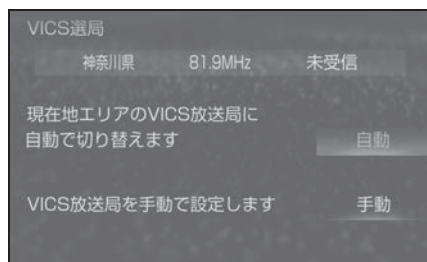 VICS選局
神奈川県 81.9MHz 未受信
現在地エリアのVICS放送局に
自動で切り替えます
自動
VICS放送局を手動で設定します 手動